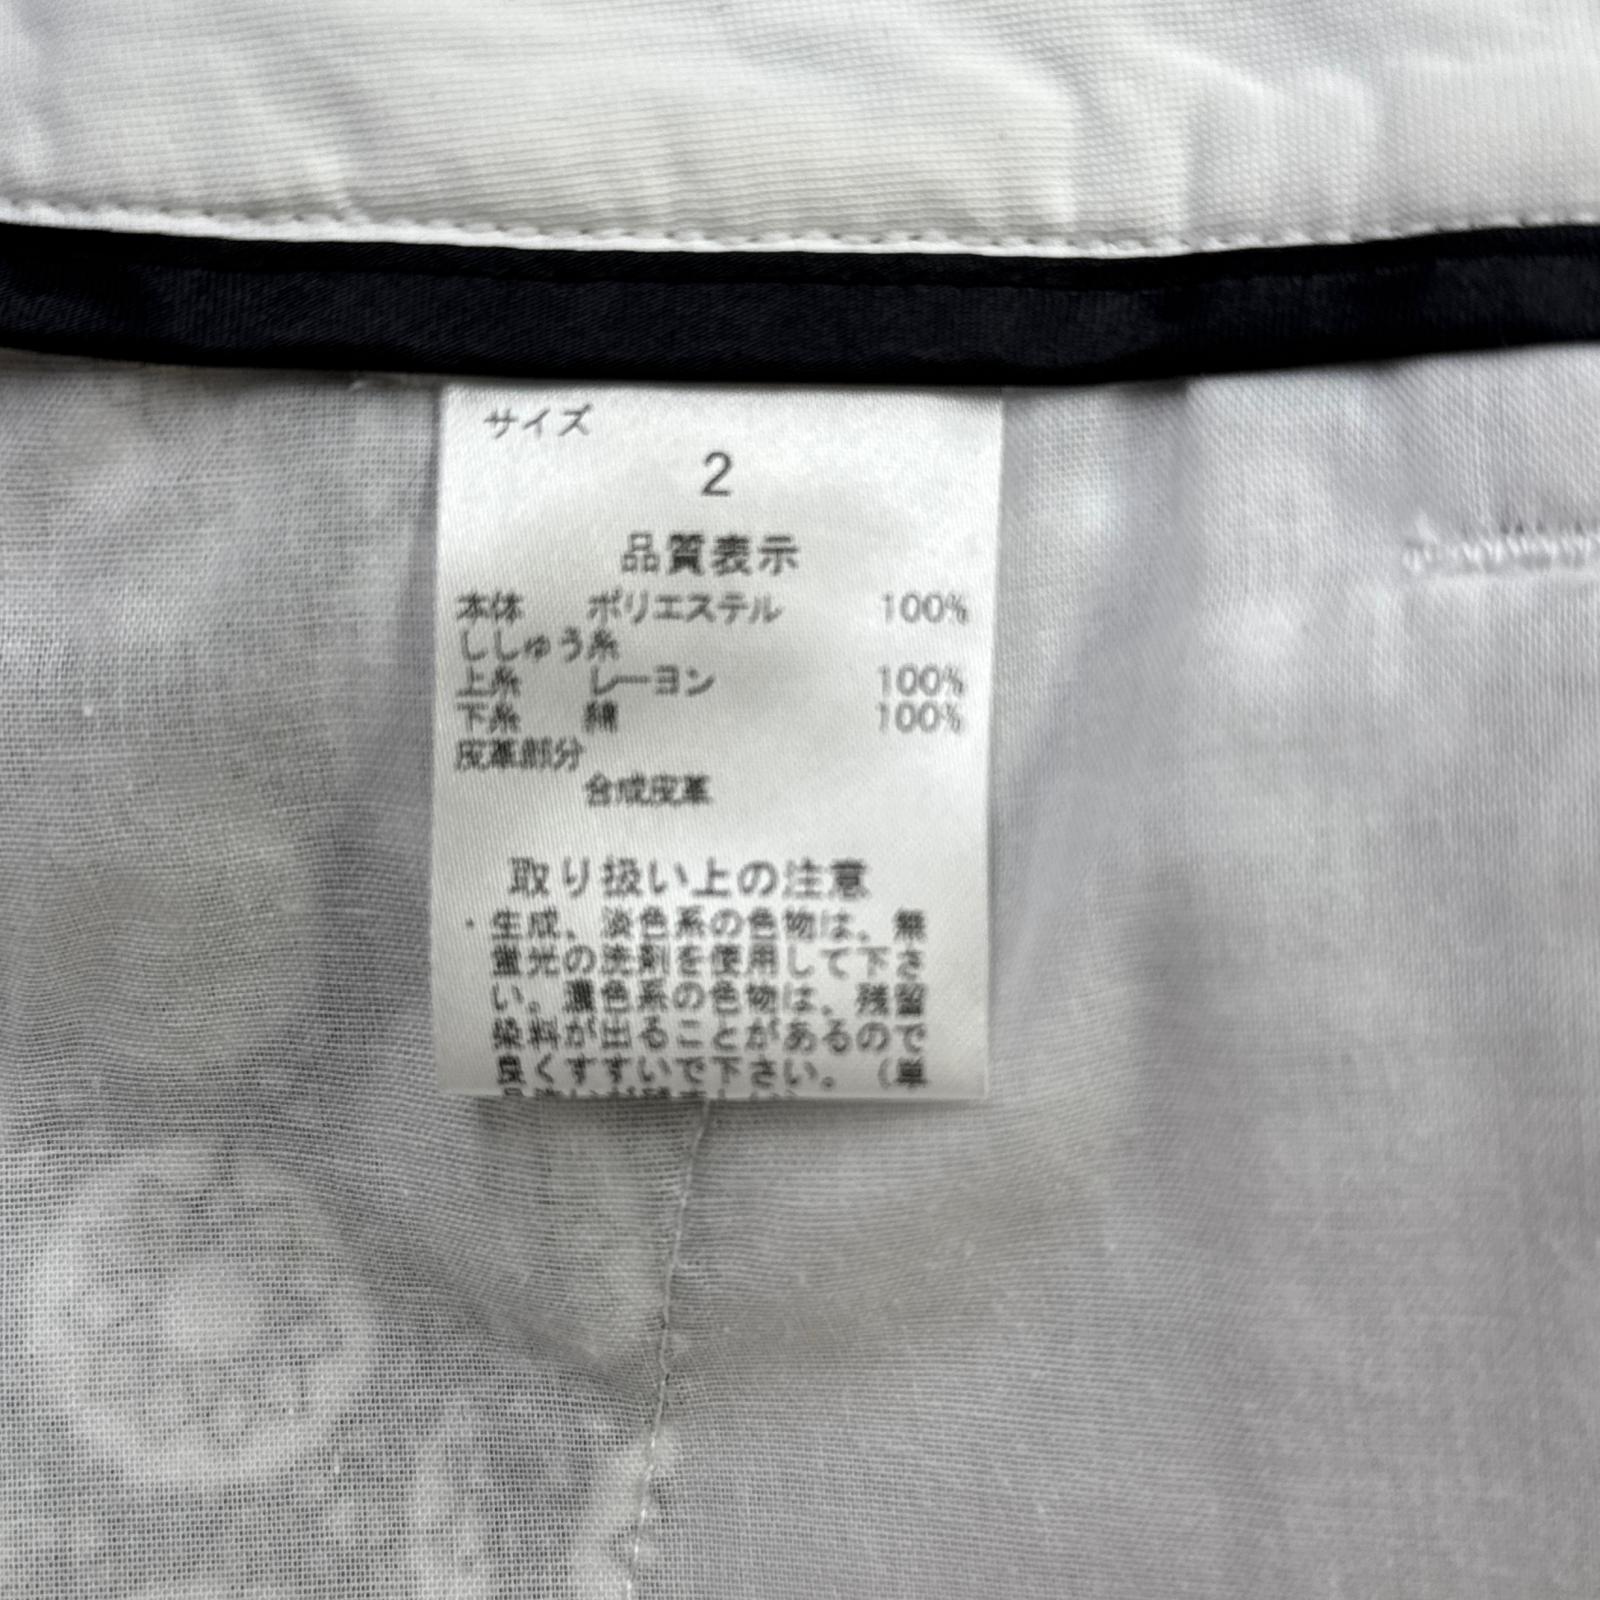 サイズ
2
品質表示
本体 ポリエステル 100%
ししゅう糸
上糸 レーヨン 100%
下糸 綿 100%
皮革部分
合成皮革
取り扱い上の注意
・生成、淡色系の色物は、無
蛍光の洗剤を使用して下さ
い。濃色系の色物は、残留
染料が出ることがあるので
良くすすいで下さい。(単